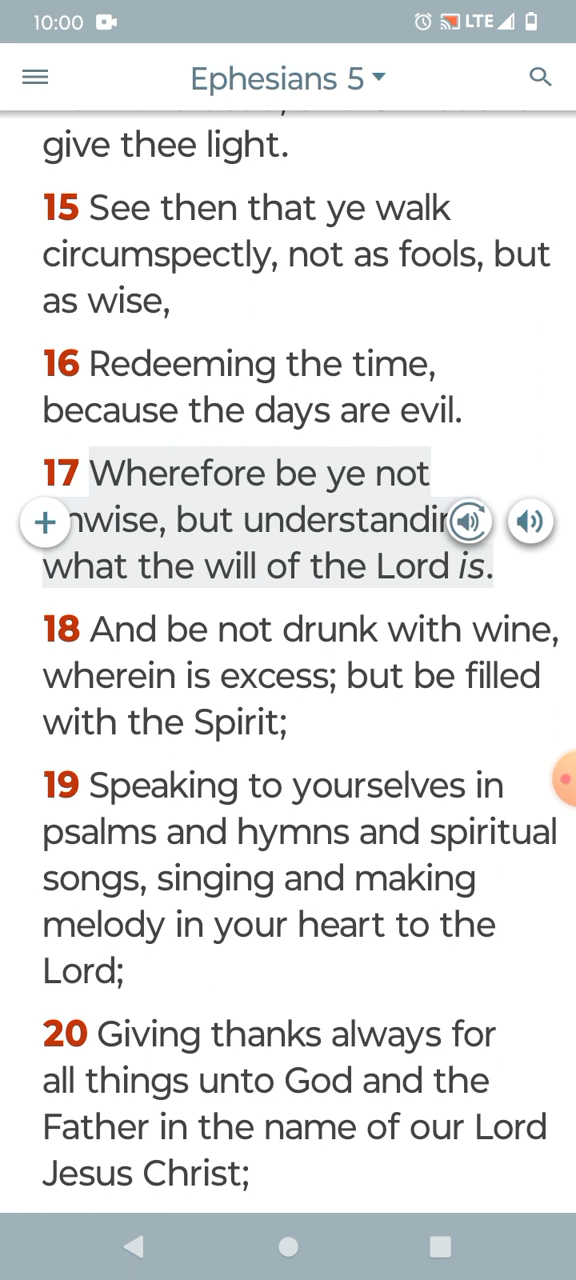 10:00 LTE
Ephesians 5
give thee light.
15 See then that ye walk
circumspectly, not as fools, but
as wise,
16 Redeeming the time,
because the days are evil.
17 Wherefore be ye not
nwise, but understandin
what the will of the Lord is.
18 And be not drunk with wine,
wherein is excess; but be filled
with the Spirit;
19 Speaking to yourselves in
psalms and hymns and spiritual
songs, singing and making
melody in your heart to the
Lord;
20 Giving thanks always for
all things unto God and the
Father in the name of our Lord
Jesus Christ;